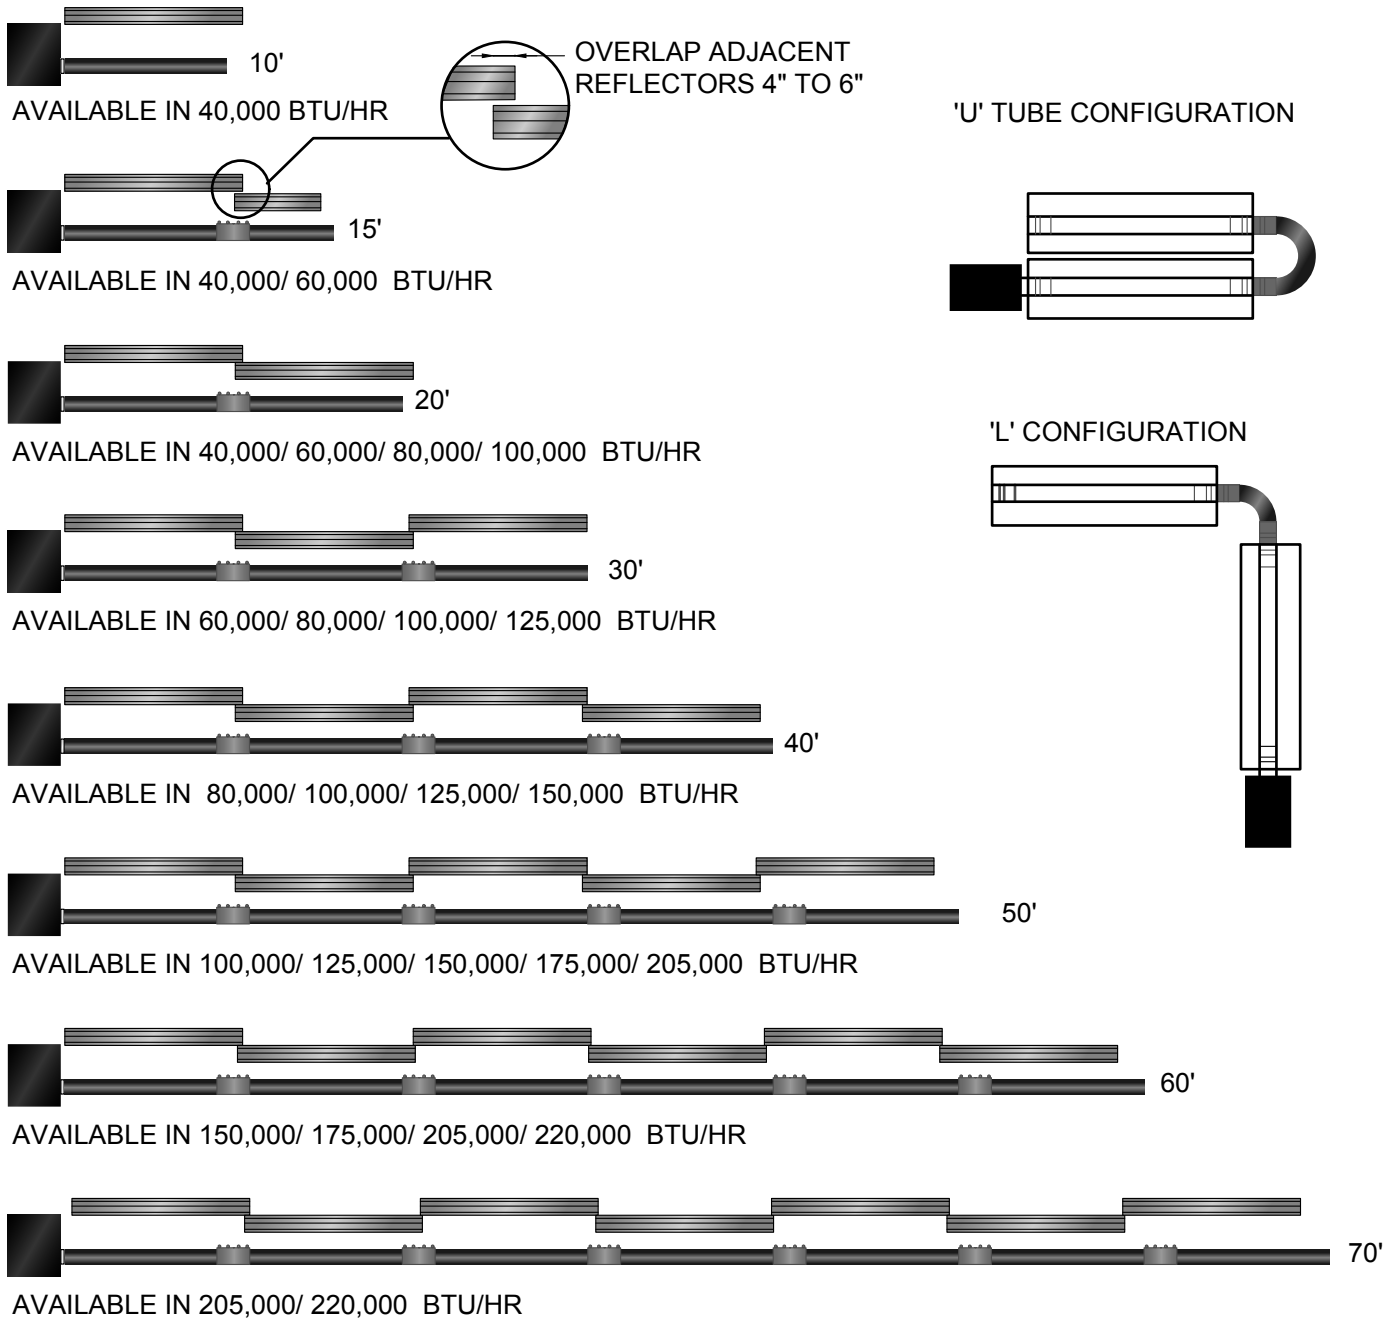 10'
OVERLAP ADJACENT
REFLECTORS 4" TO 6"
AVAILABLE IN 40,000 BTU/HR
'U' TUBE CONFIGURATION
15'
AVAILABLE IN 40,000/ 60,000 BTU/HR
20'
AVAILABLE IN 40,000/ 60,000/ 80,000/ 100,000 BTU/HR
'L' CONFIGURATION
30'
AVAILABLE IN 60,000/ 80,000/ 100,000/ 125,000 BTU/HR
40'
AVAILABLE IN 80,000/ 100,000/ 125,000/ 150,000 BTU/HR
50'
AVAILABLE IN 100,000/ 125,000/ 150,000/ 175,000/ 205,000 BTU/HR
60'
AVAILABLE IN 150,000/ 175,000/ 205,000/ 220,000 BTU/HR
70'
AVAILABLE IN 205,000/ 220,000 BTU/HR